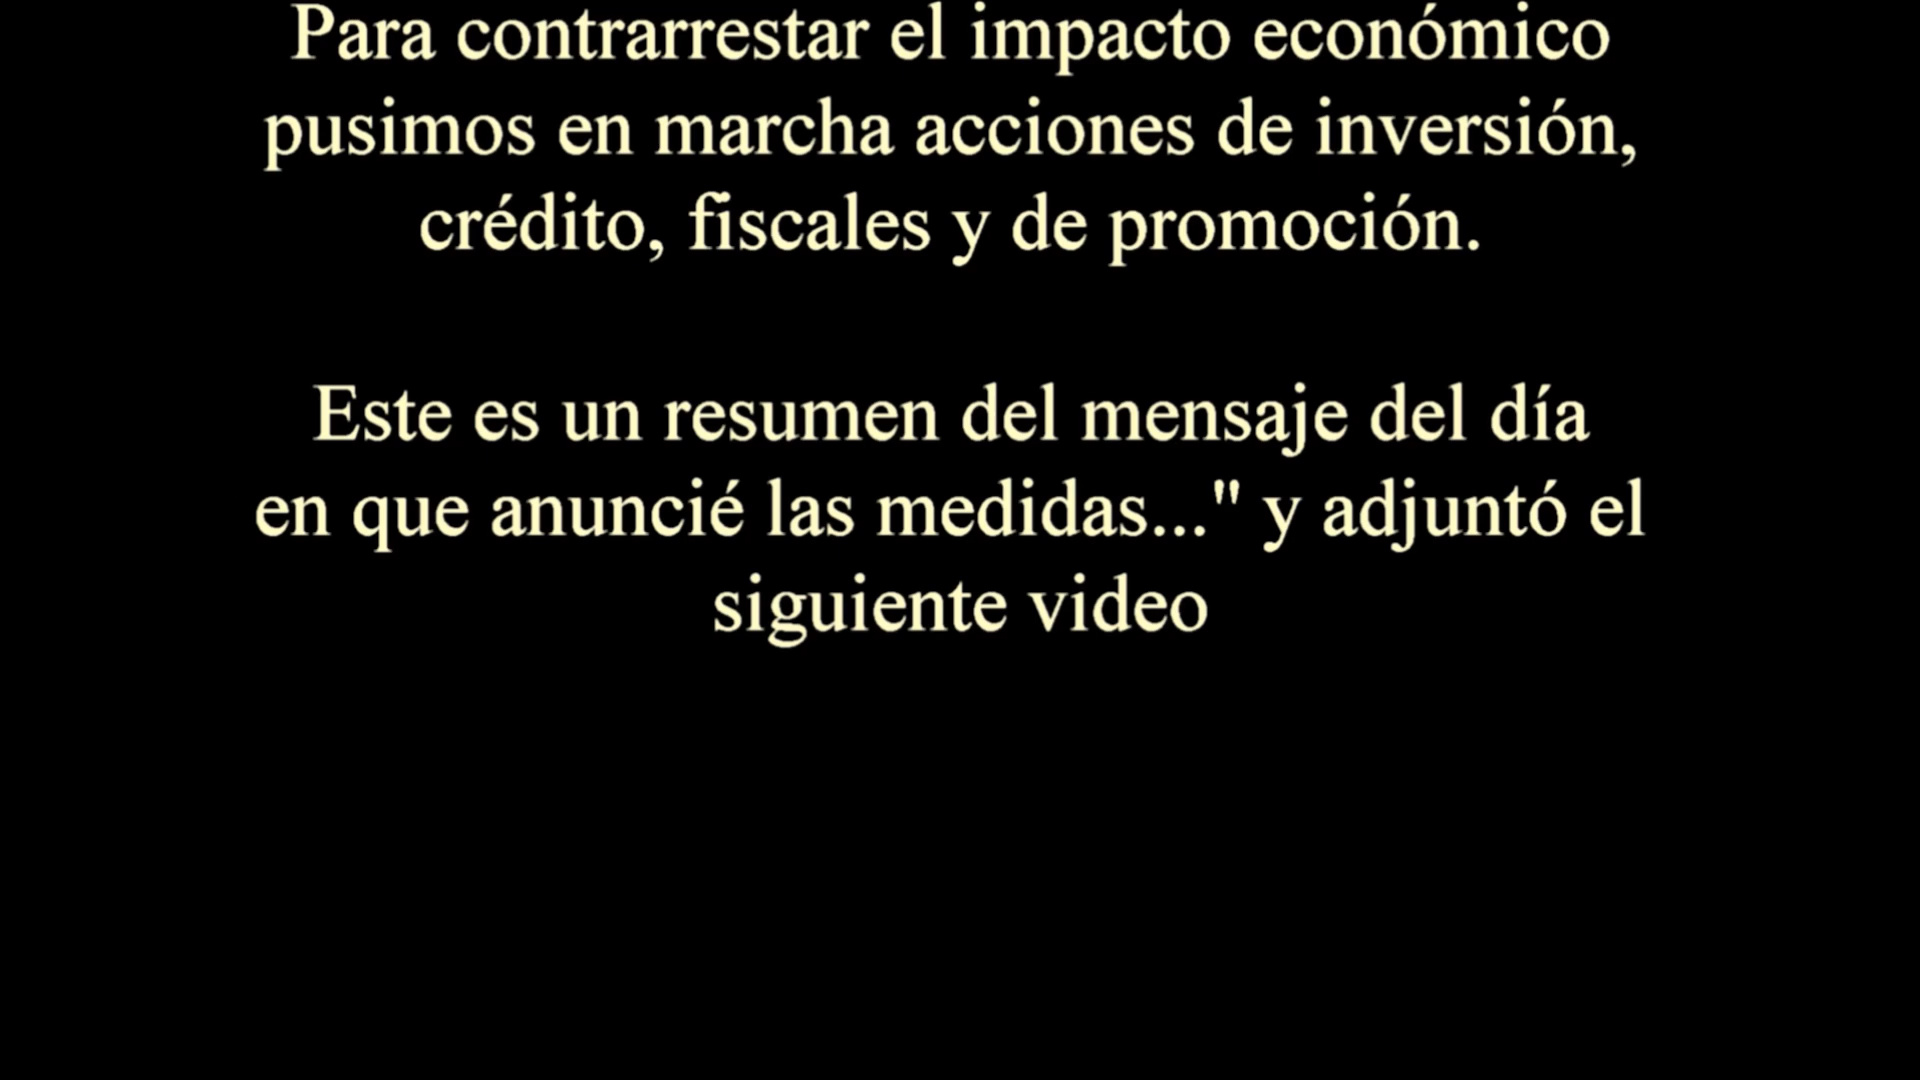 Para contrarrestar el impacto económico
pusimos en marcha acciones de inversión,
crédito, fiscales y de promoción.
Este es un resumen del mensaje del día
en que anuncié las medidas..." y adjuntó el
siguiente video